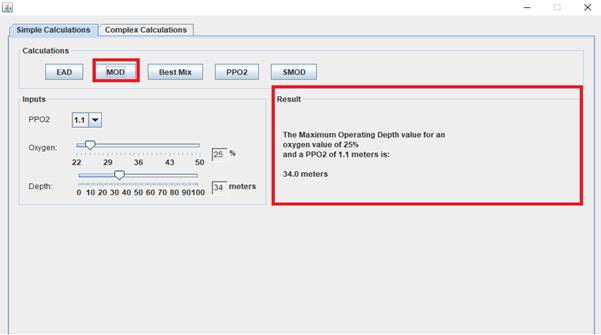 Simple Calculations Complex Calculations
Calculations
EAD MOD Best Mix PPO2 SMOD
Inputs
PPO2 1.1
Oxygen: 25 %
22 29 36 43 50
Depth: 34 meters
0 10 20 30 40 50 60 70 80 90100
Result
The Maximum Operating Depth value for an
oxygen value of 25%
and a PPO2 of 1.1 meters is:
34.0 meters